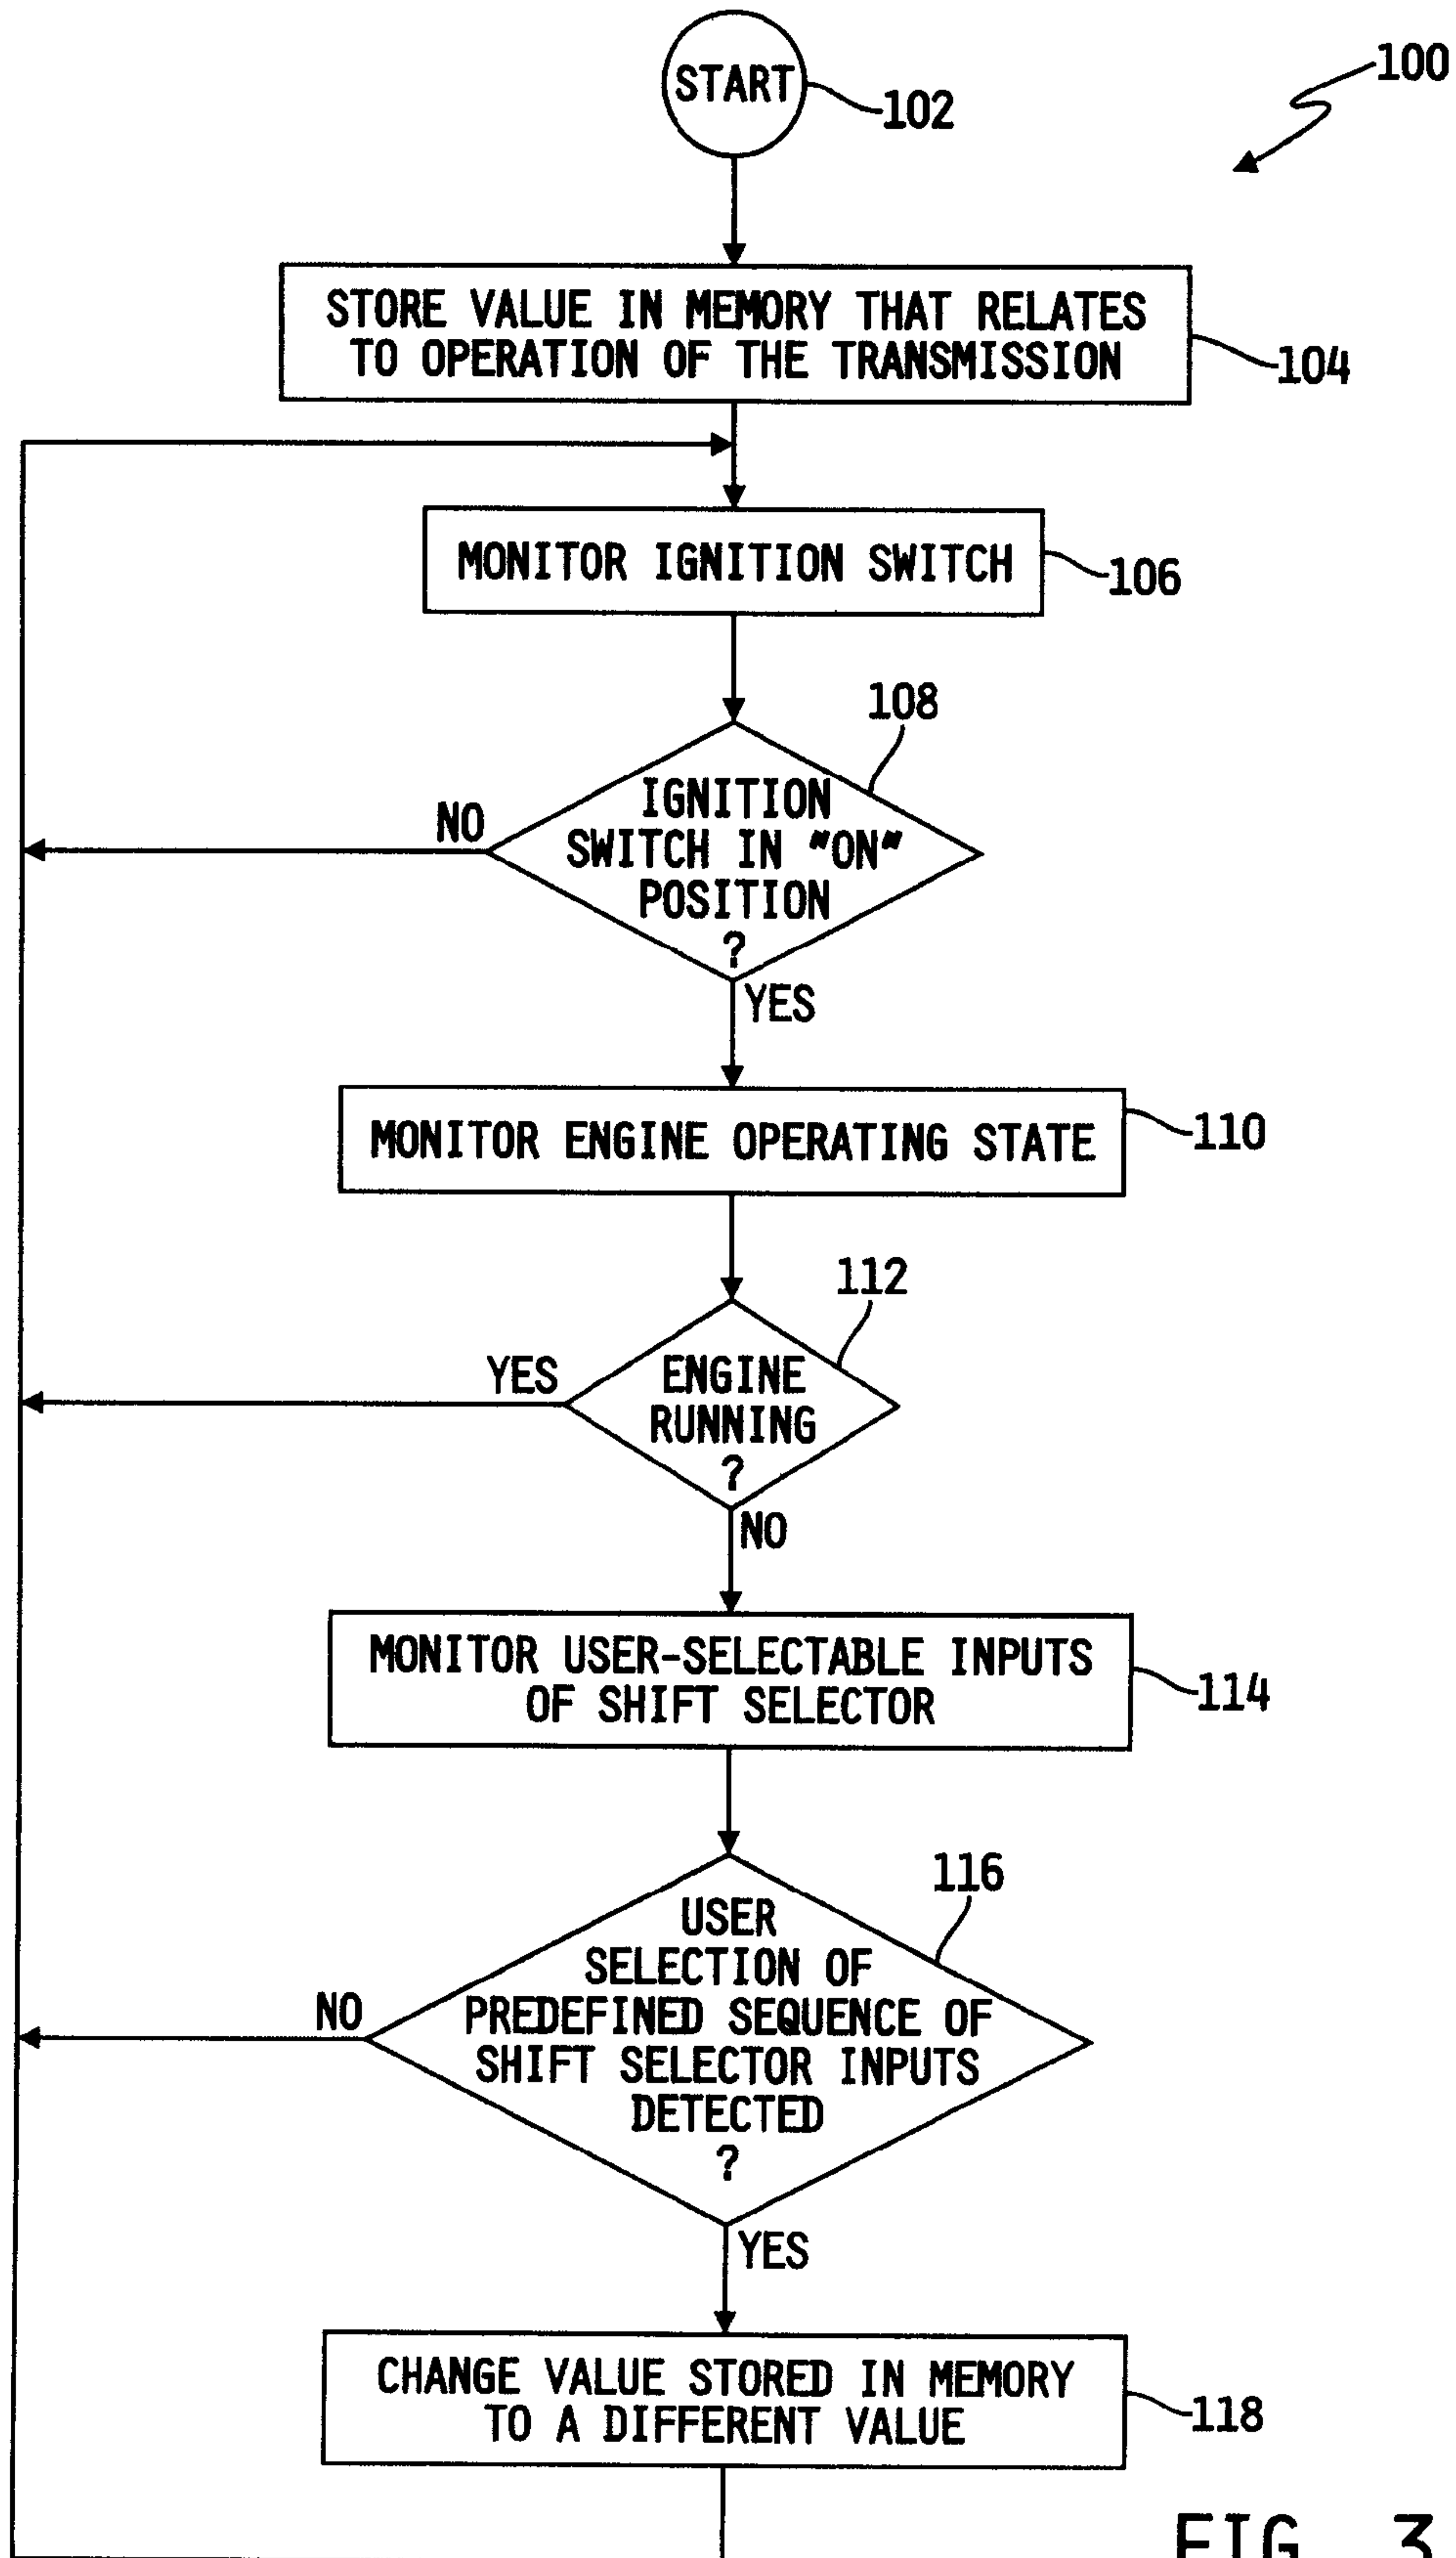 START
102
100
STORE VALUE IN MEMORY THAT RELATES
TO OPERATION OF THE TRANSMISSION
104
MONITOR IGNITION SWITCH
106
108
IGNITION
SWITCH IN "ON"
POSITION
?
NO
YES
MONITOR ENGINE OPERATING STATE
110
112
ENGINE
RUNNING
?
YES
NO
MONITOR USER-SELECTABLE INPUTS
OF SHIFT SELECTOR
114
116
USER
SELECTION OF
PREDEFINED SEQUENCE OF
SHIFT SELECTOR INPUTS
DETECTED
?
NO
YES
CHANGE VALUE STORED IN MEMORY
TO A DIFFERENT VALUE
118
FIG. 3